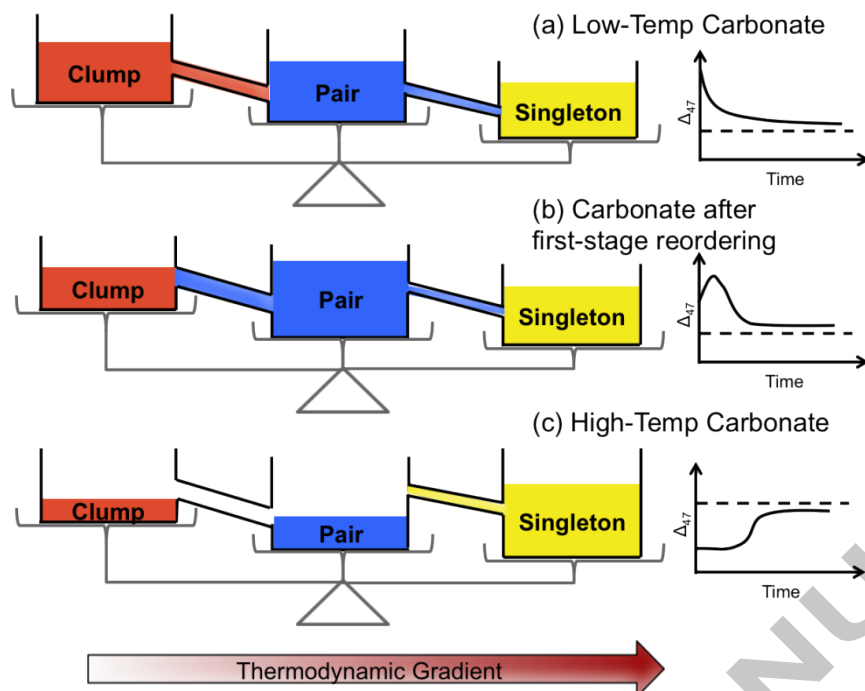 (a) Low-Temp Carbonate
Clump
Pair
Singleton
Δ47
Time
(b) Carbonate after
first-stage reordering
Clump
Pair
Singleton
Δ47
Time
(c) High-Temp Carbonate
Clump
Pair
Singleton
Δ47
Time
Thermodynamic Gradient
NU